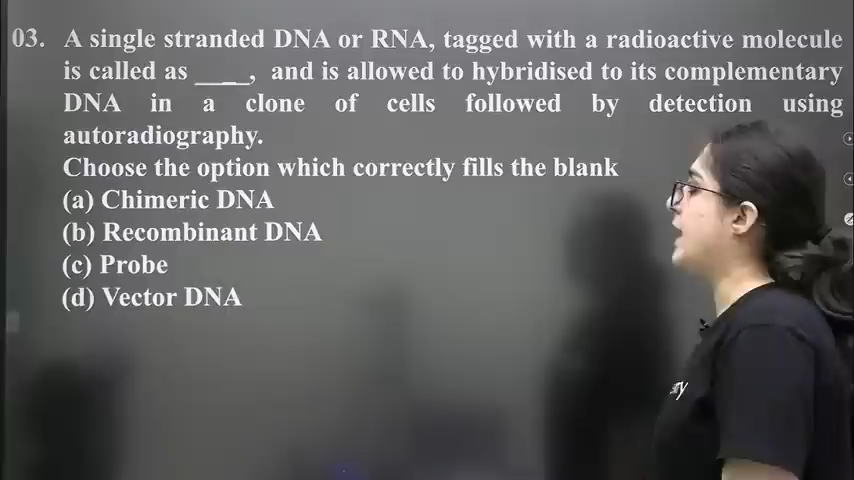 03. A single stranded DNA or RNA, tagged with a radioactive molecule
is called as _____, and is allowed to hybridised to its complementary
DNA in a clone of cells followed by detection using
autoradiography.
Choose the option which correctly fills the blank
(a) Chimeric DNA
(b) Recombinant DNA
(c) Probe
(d) Vector DNA